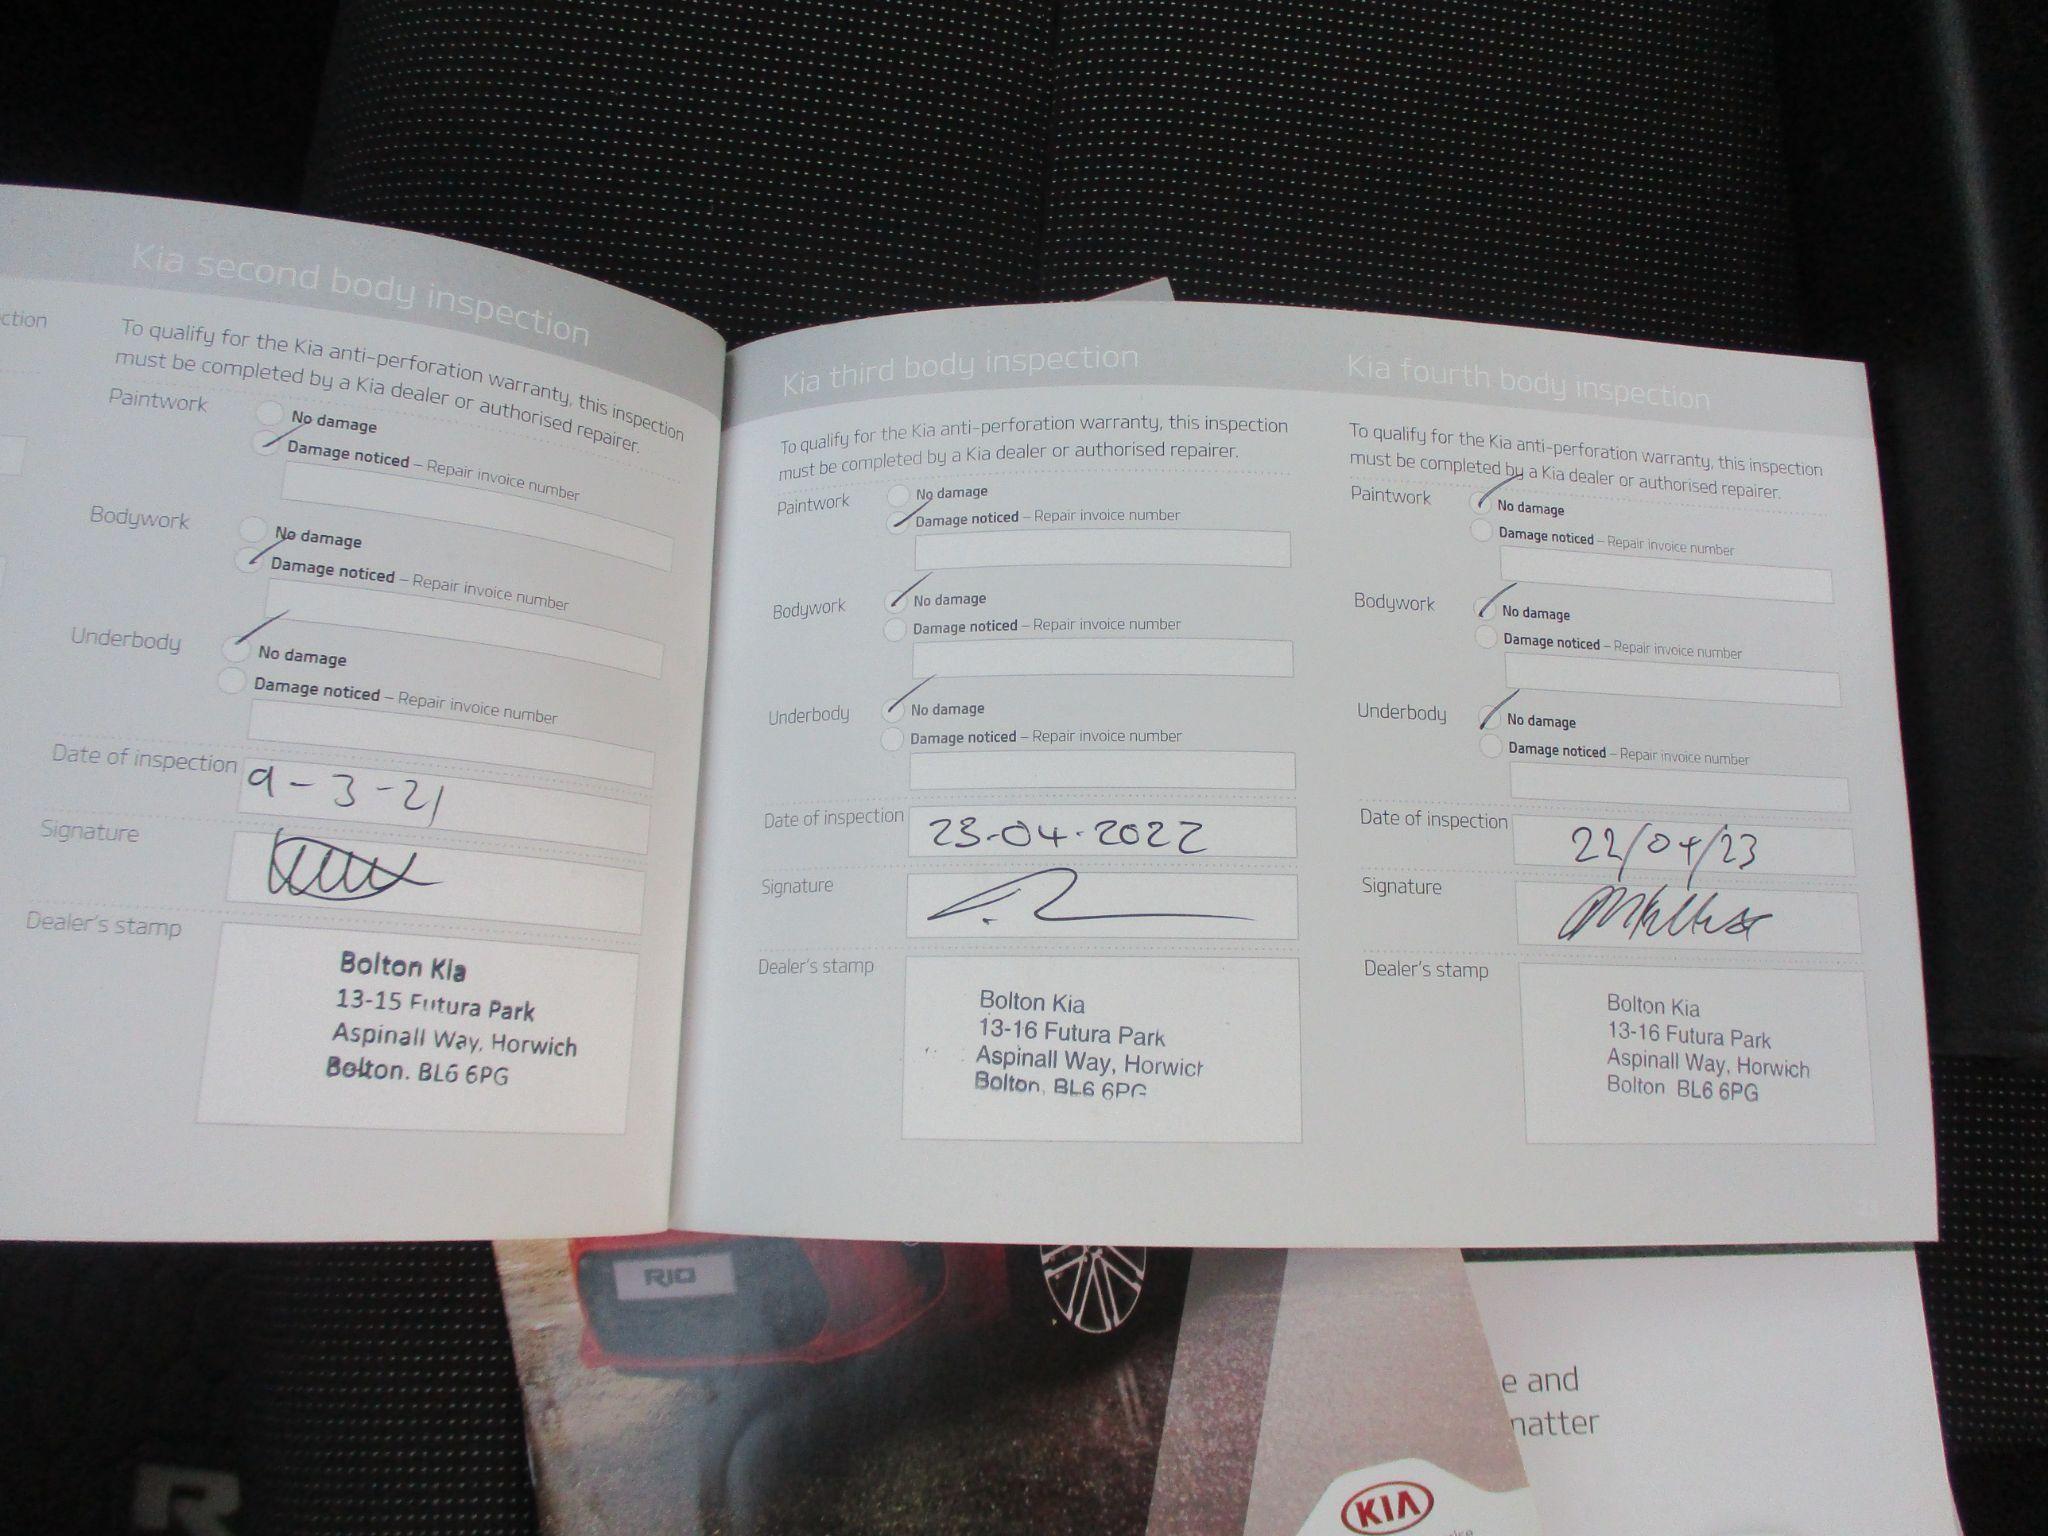 ction
Kia second body inspection
To qualify for the Kia anti-perforation warranty, this inspection
must be completed by a Kia dealer or authorised repairer.
Paintwork
No damage
Damage noticed – Repair invoice number
Bodywork
No damage
Damage noticed – Repair invoice number
Underbody
No damage
Damage noticed – Repair invoice number
Date of inspection
9-3-21
Signature
Dealer's stamp
Bolton Kia
13-15 Futura Park
Aspinall Way, Horwich
Bolton. BL6 6PG
Kia third body inspection
To qualify for the Kia anti-perforation warranty, this inspection
must be completed by a Kia dealer or authorised repairer.
Paintwork
No damage
Damage noticed – Repair invoice number
Bodywork
No damage
Damage noticed – Repair invoice number
Underbody
No damage
Damage noticed – Repair invoice number
Date of inspection
23-04-2022
Signature
Dealer's stamp
Bolton Kia
13-16 Futura Park
Aspinall Way, Horwich
Bolton, BL6 6PG
Kia fourth body inspection
To qualify for the Kia anti-perforation warranty, this inspection
must be completed by a Kia dealer or authorised repairer.
Paintwork
No damage
Damage noticed – Repair invoice number
Bodywork
No damage
Damage noticed – Repair invoice number
Underbody
No damage
Damage noticed – Repair invoice number
Date of inspection
22/04/23
Signature
Dealer's stamp
Bolton Kia
13-16 Futura Park
Aspinall Way, Horwich
Bolton BL6 6PG
RIO
e and
matter
KIA
R